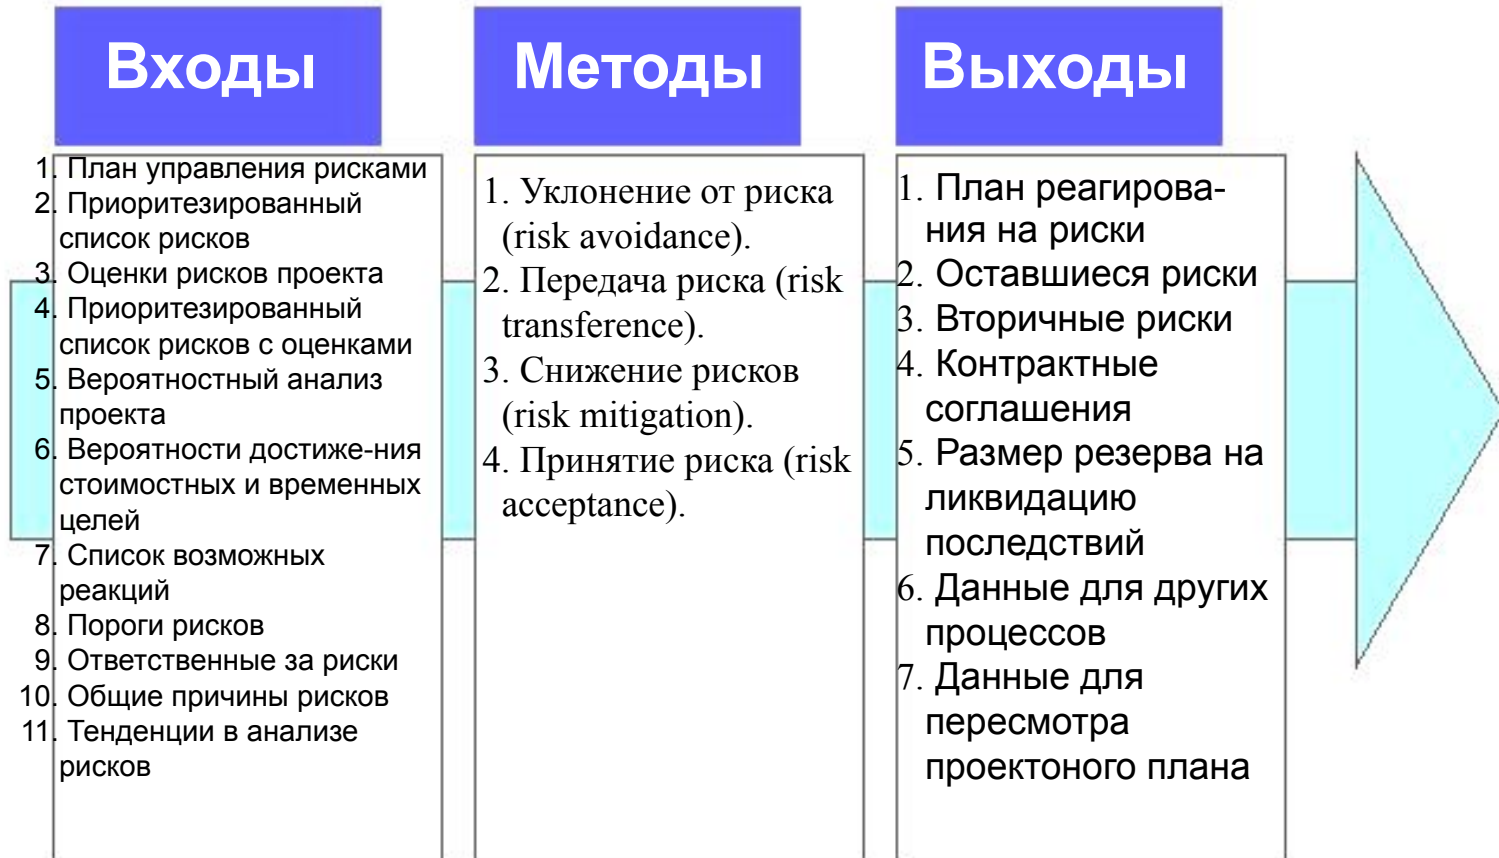 Входы
1. План управления рисками
2. Приоритезированный
список рисков
3. Оценки рисков проекта
4. Приоритезированный
список рисков с оценками
5. Вероятностный анализ
проекта
6. Вероятности достиже-ния
стоимостных и временных
целей
7. Список возможных
реакций
8. Пороги рисков
9. Ответственные за риски
10. Общие причины рисков
11. Тенденции в анализе
рисков
Методы
1. Уклонение от риска
(risk avoidance).
2. Передача риска (risk
transference).
3. Снижение рисков
(risk mitigation).
4. Принятие риска (risk
acceptance).
Выходы
1. План реагирова-
ния на риски
2. Оставшиеся риски
3. Вторичные риски
4. Контрактные
соглашения
5. Размер резерва на
ликвидацию
последствий
6. Данные для других
процессов
7. Данные для
пересмотра
проектоного плана